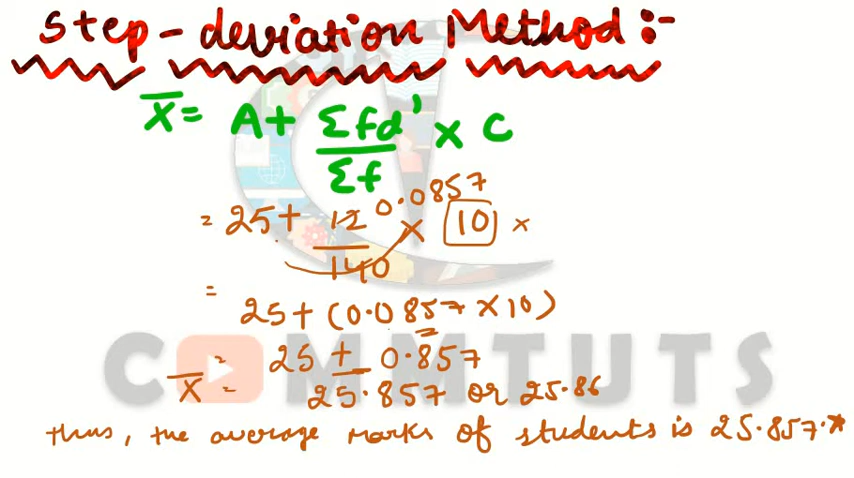 Step-deviation Method:-
X̅ = A + Σfd' / Σf × C
= 25 + 12/140 0.0857 × 10 ×
=
25 + (0.0857 × 10)
= 25 + 0.857
X̅ = 25.857 or 25.86
COMMTUTS
thus, the average marks of students is 25.857.*